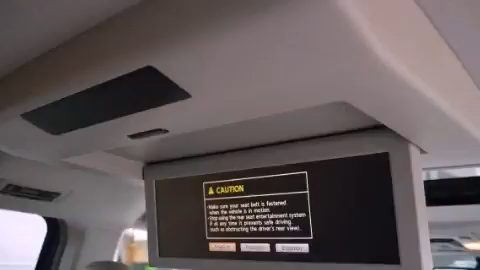 CAUTION
•Make sure your seat belt is fastened
when the vehicle is in motion.
•Stop using the rear seat entertainment system
if at any time it prevents safe driving
(such as obstructing the driver's rear view).